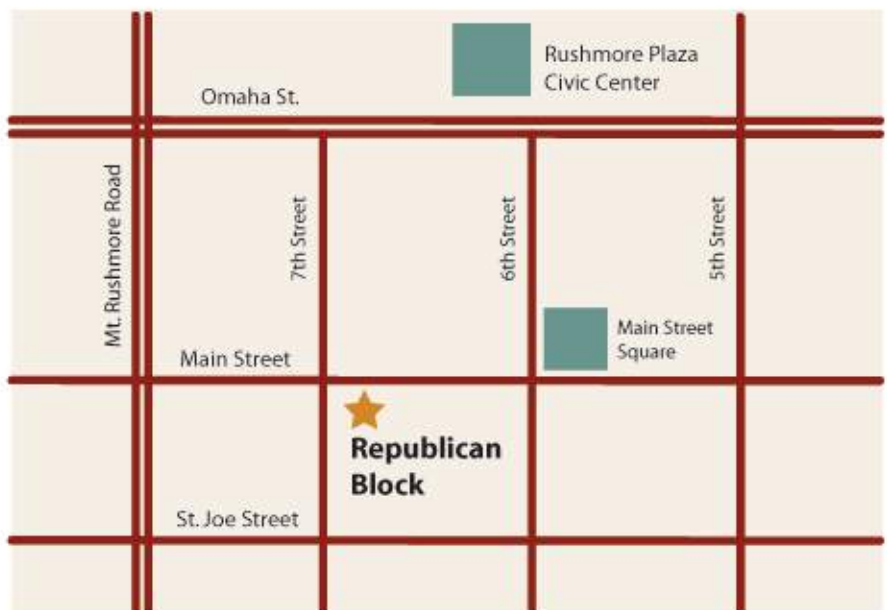 Rushmore Plaza
Civic Center
Omaha St.
Mt. Rushmore Road
7th Street
6th Street
5th Street
Main Street
Square
Main Street
Republican
Block
St. Joe Street